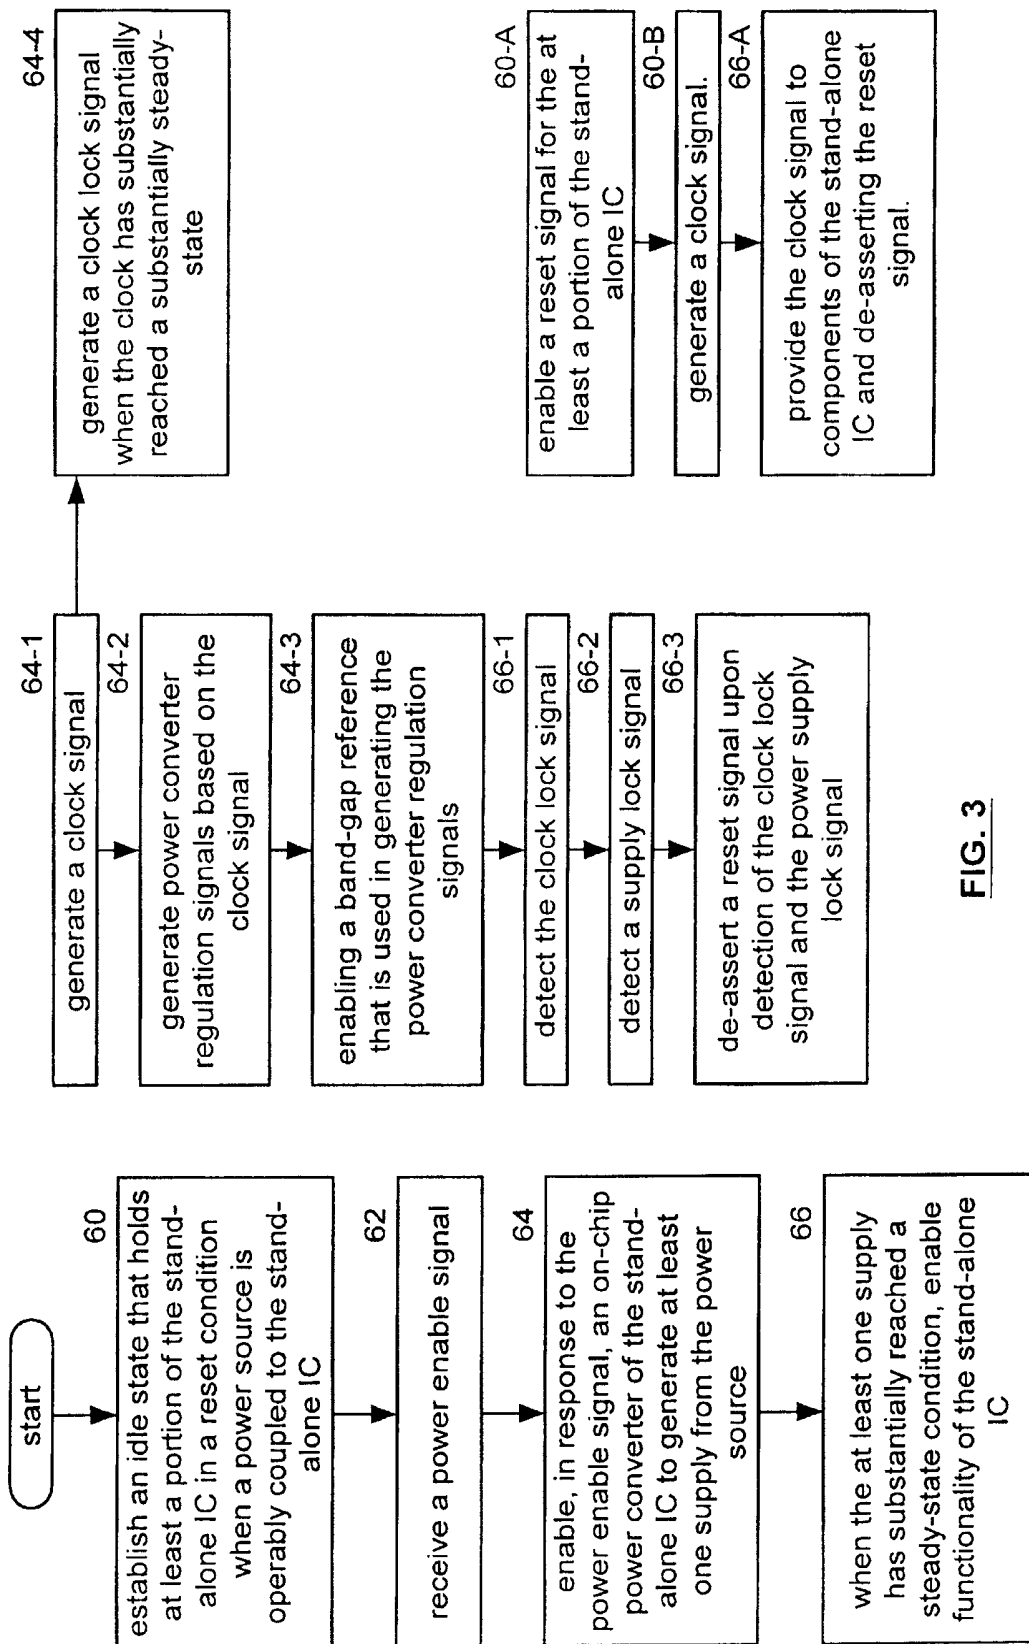 start
60
establish an idle state that holds
at least a portion of the stand-
alone IC in a reset condition
when a power source is
operably coupled to the stand-
alone IC
62
receive a power enable signal
64
enable, in response to the
power enable signal, an on-chip
power converter of the stand-
alone IC to generate at least
one supply from the power
source
66
when the at least one supply
has substantially reached a
steady-state condition, enable
functionality of the stand-alone
IC
64-1
generate a clock signal
64-2
generate power converter
regulation signals based on the
clock signal
64-3
enabling a band-gap reference
that is used in generating the
power converter regulation
signals
66-1
detect the clock lock signal
66-2
detect a supply lock signal
66-3
de-assert a reset signal upon
detection of the clock lock
signal and the power supply
lock signal
64-4
generate a clock lock signal
when the clock has substantially
reached a substantially steady-
state
60-A
enable a reset signal for the at
least a portion of the stand-
alone IC
60-B
generate a clock signal.
66-A
provide the clock signal to
components of the stand-alone
IC and de-asserting the reset
signal.
FIG. 3